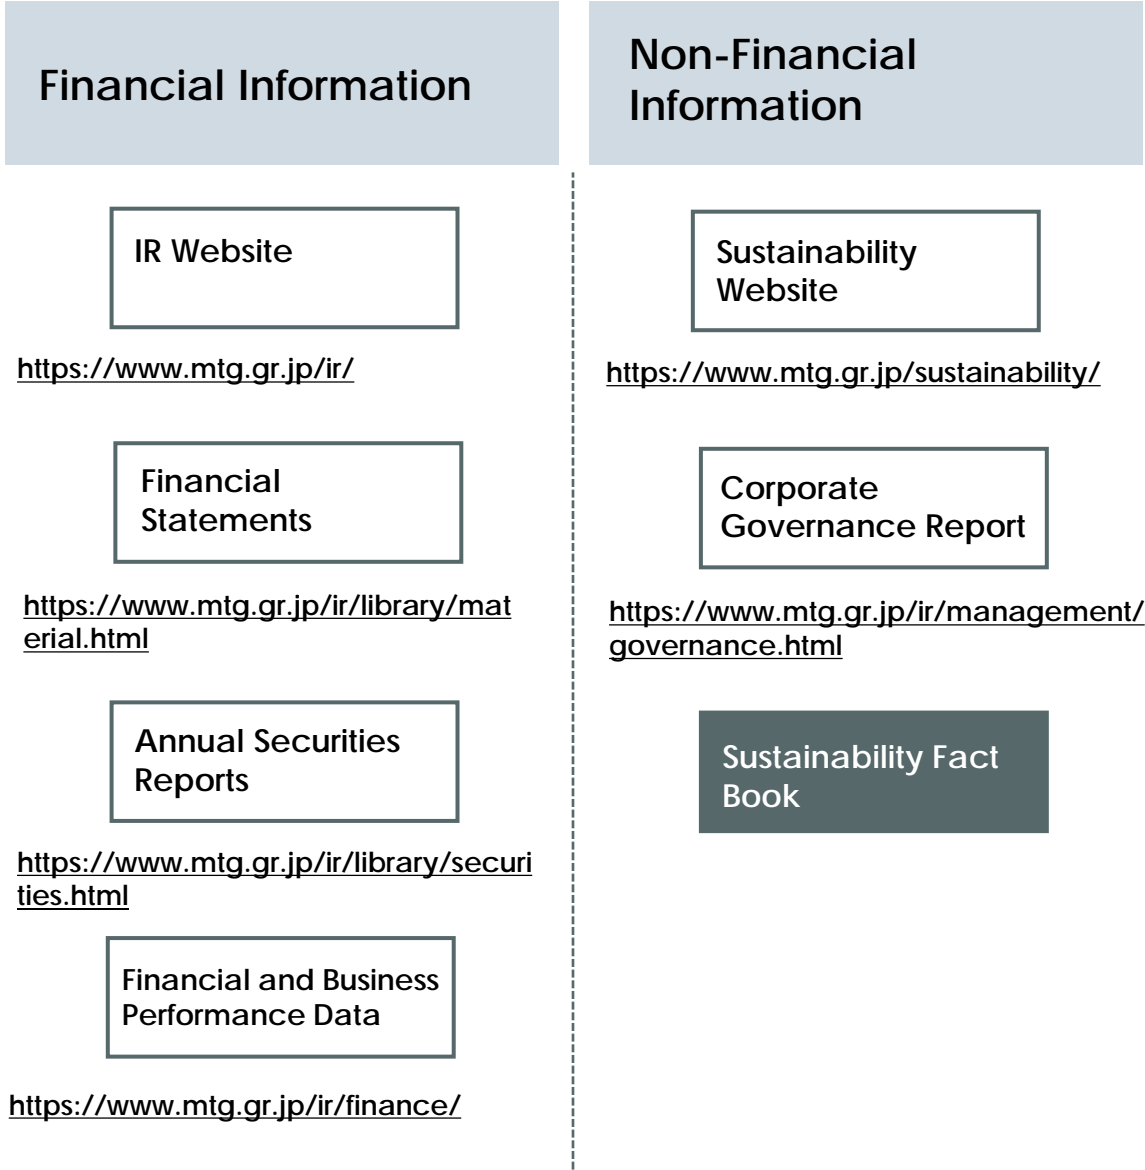 Financial Information
IR Website
https://www.mtg.gr.jp/ir/
Financial
Statements
https://www.mtg.gr.jp/ir/library/mat
erial.html
Annual Securities
Reports
https://www.mtg.gr.jp/ir/library/securi
ties.html
Financial and Business
Performance Data
https://www.mtg.gr.jp/ir/finance/
Non-Financial
Information
Sustainability
Website
https://www.mtg.gr.jp/sustainability/
Corporate
Governance Report
https://www.mtg.gr.jp/ir/management/
governance.html
Sustainability Fact
Book